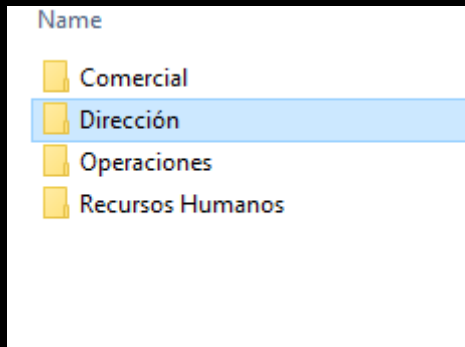 Name
Comercial
Dirección
Operaciones
Recursos Humanos